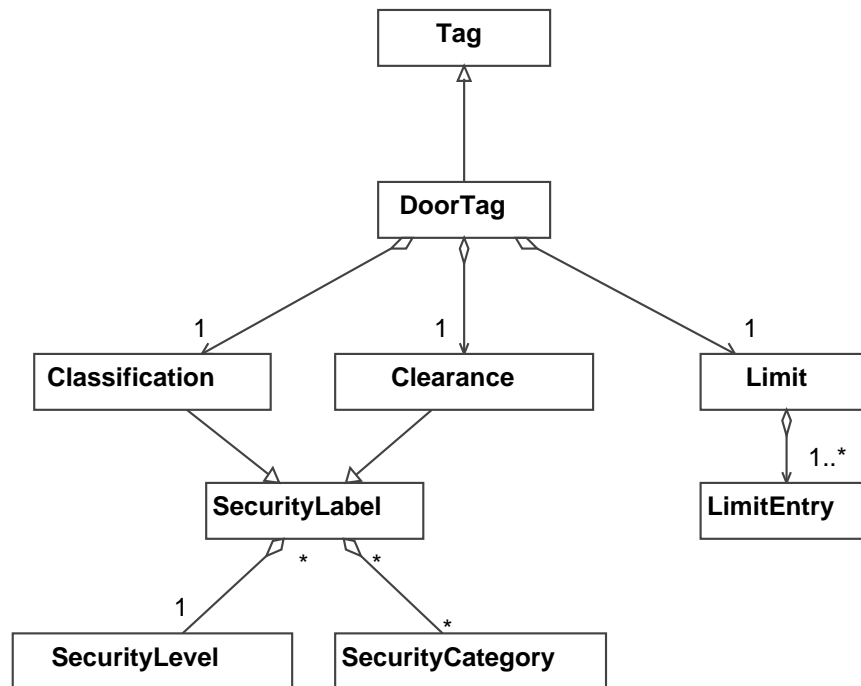 Tag
DoorTag
1
1
1
Classification
Clearance
Limit
1..*
SecurityLabel
LimitEntry
*
*
1
*
SecurityLevel
SecurityCategory